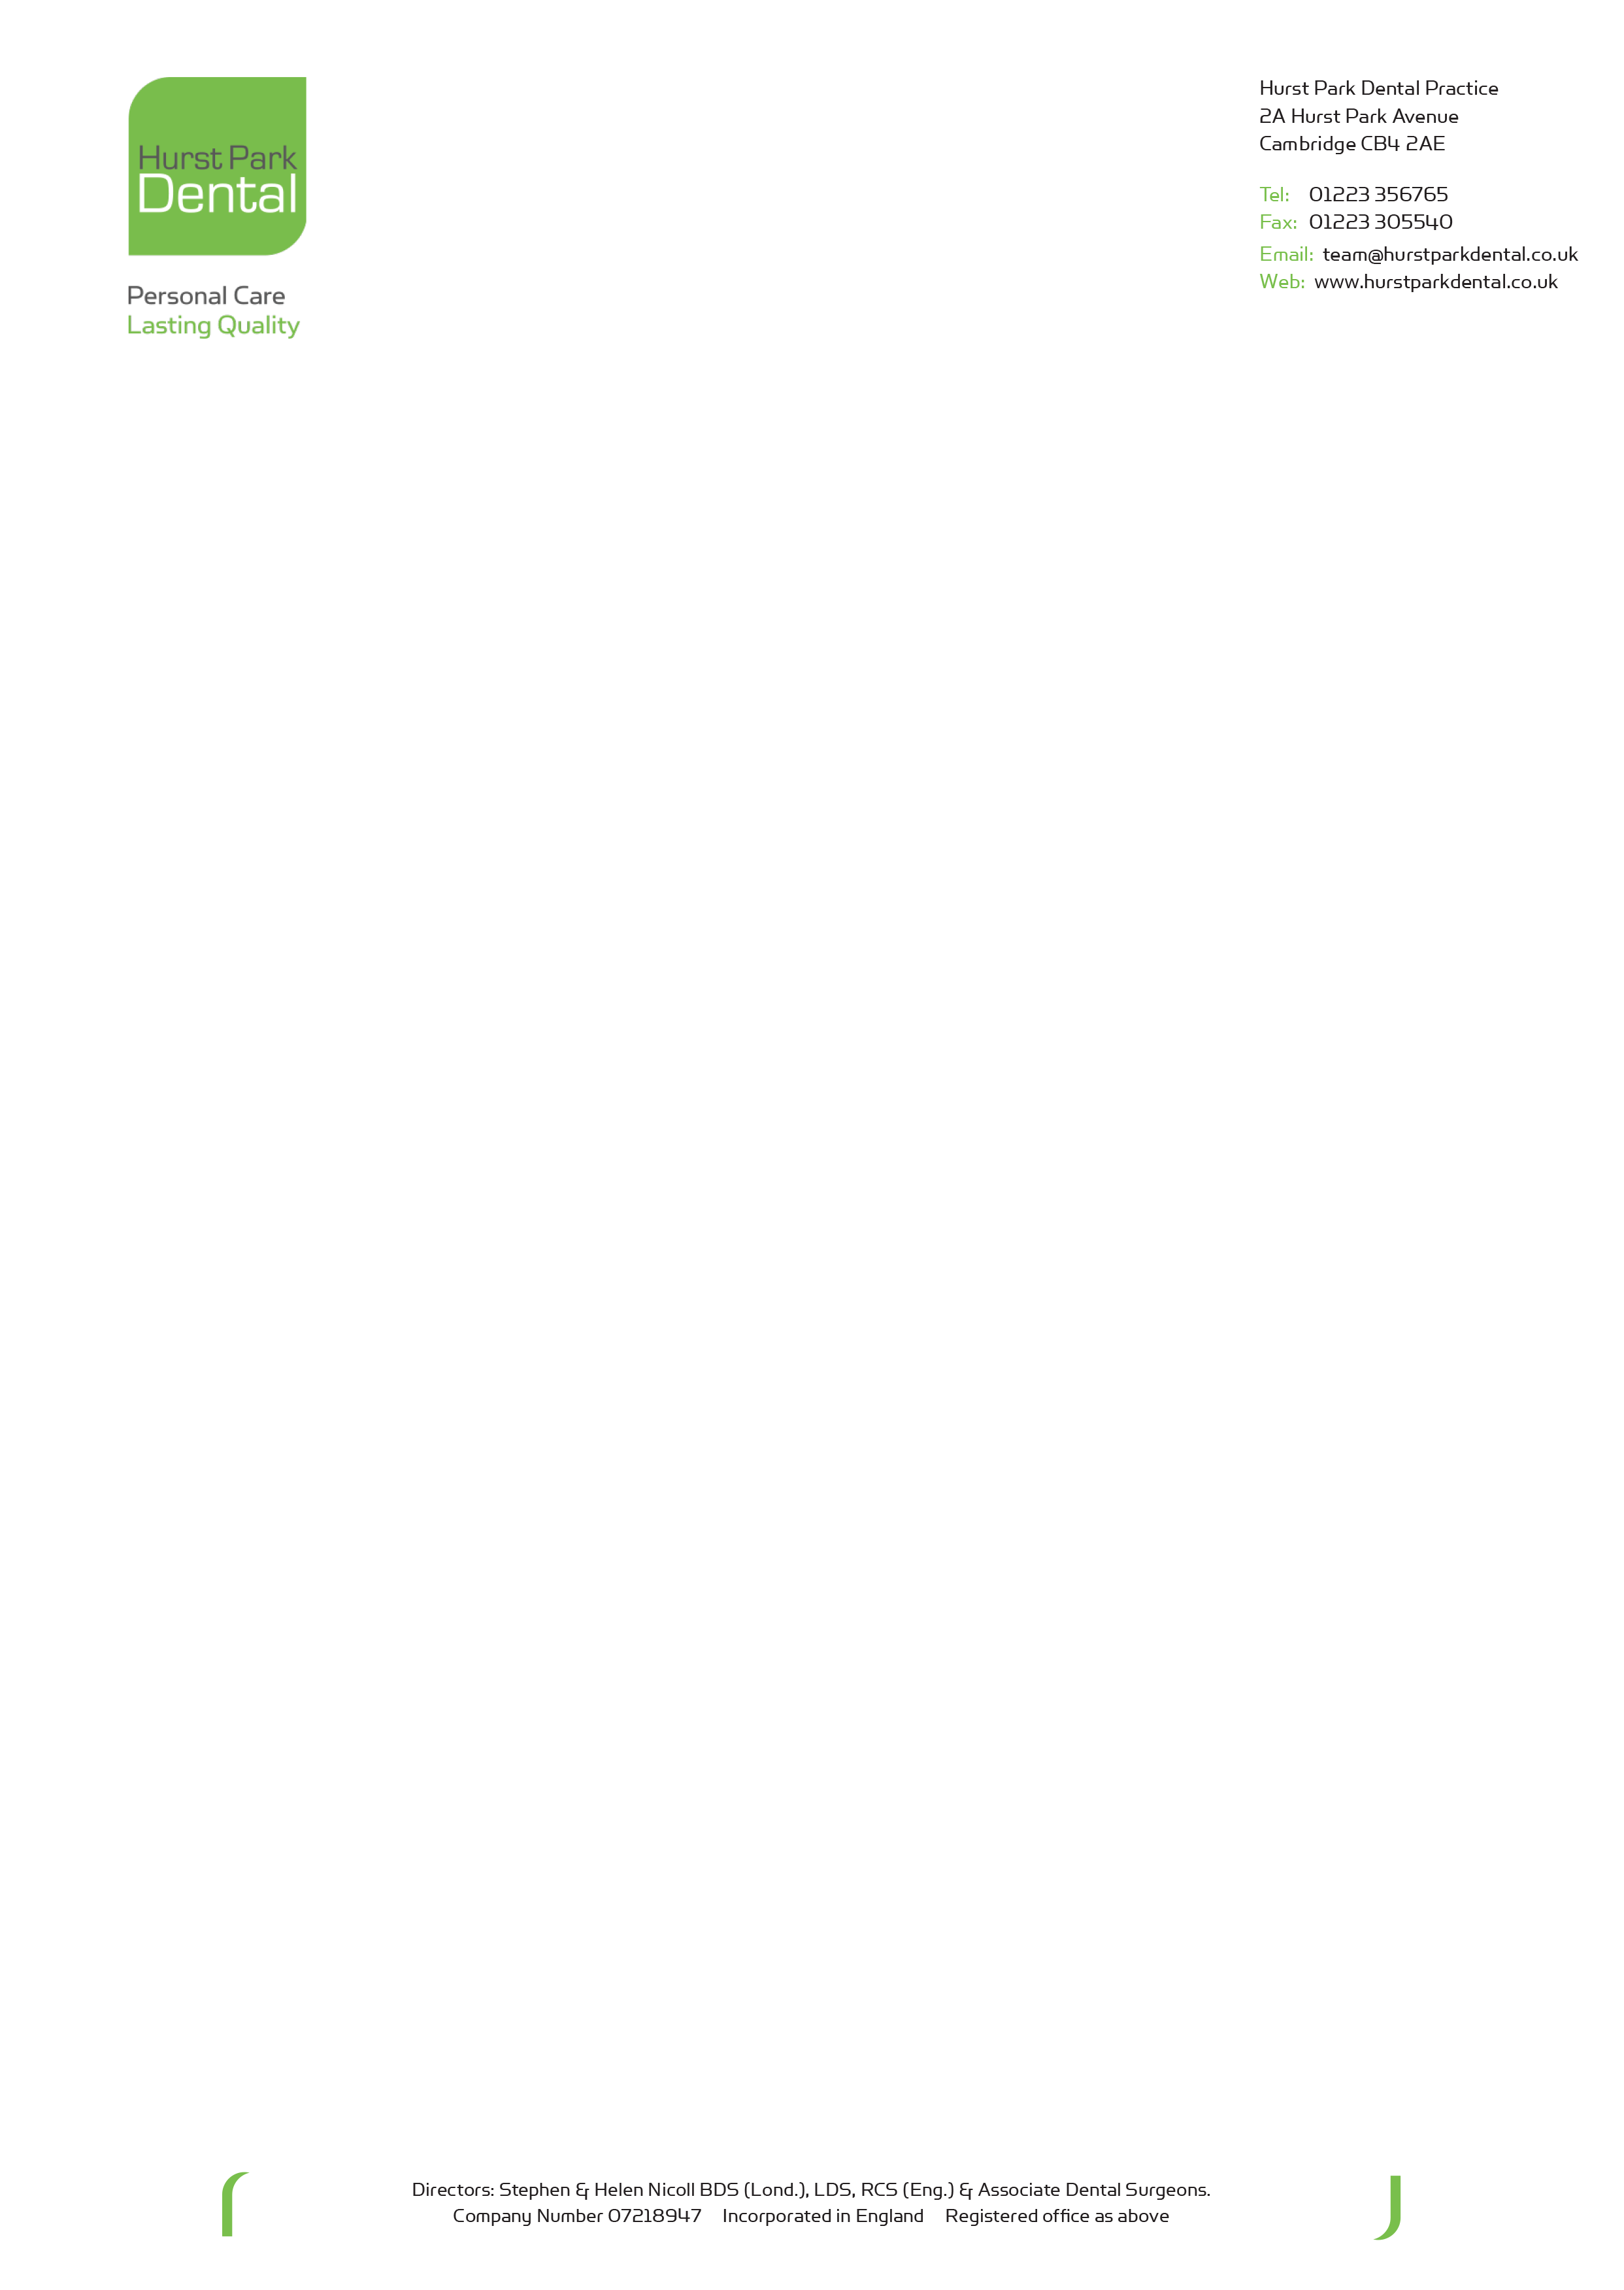 Hurst Park
Dental
Personal Care
Lasting Quality
Hurst Park Dental Practice
2A Hurst Park Avenue
Cambridge CB4 2AE
Tel: 01223 356765
Fax: 01223 305540
Email: team@hurstparkdental.co.uk
Web: www.hurstparkdental.co.uk
Directors: Stephen & Helen Nicoll BDS (Lond.), LDS, RCS (Eng.) & Associate Dental Surgeons.
Company Number 07218947 Incorporated in England Registered office as above